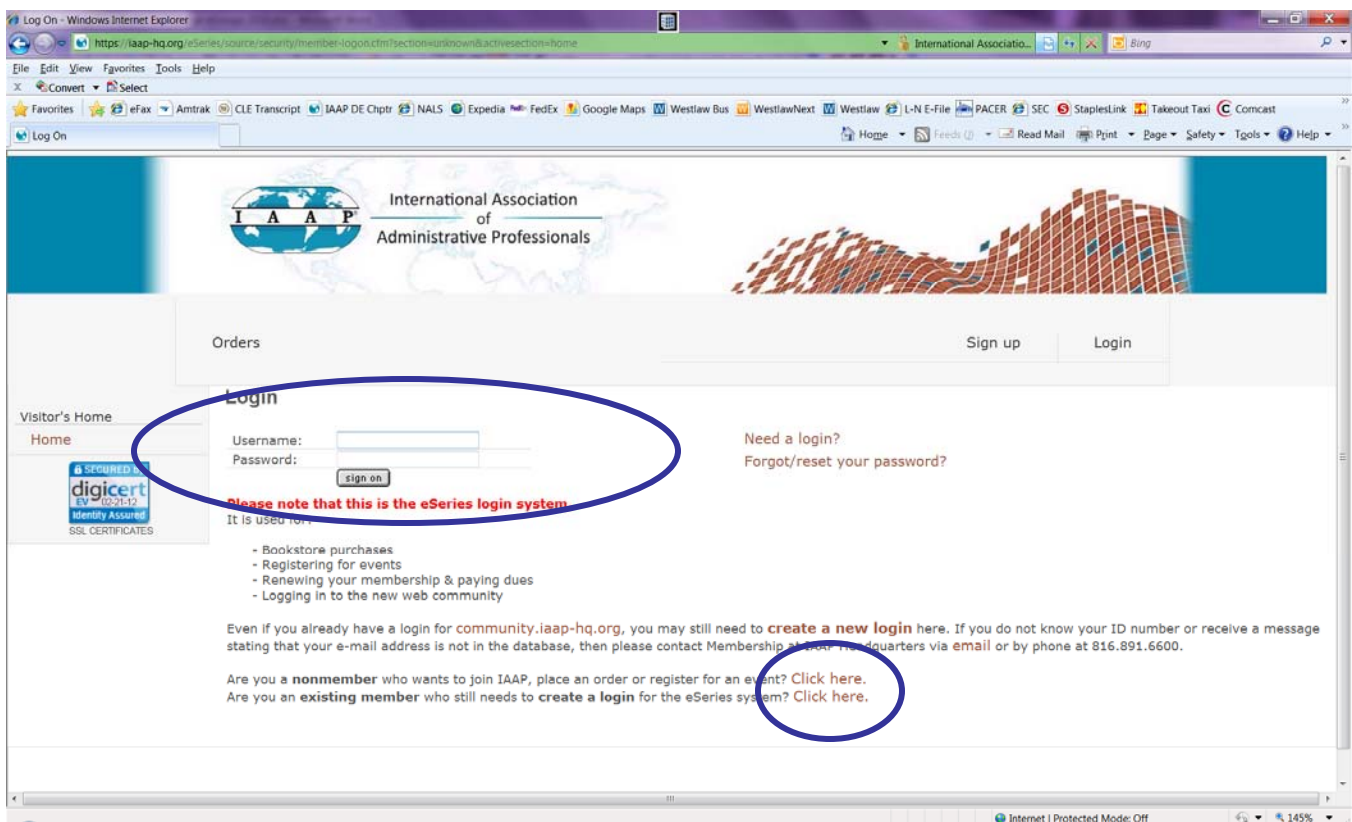 Log On - Windows Internet Explorer
https://iaap-hq.org/eSeries/source/security/member-logon.cfm?section=unknown&activesection=home
International Associatio...
Bing
File Edit View Favorites Tools Help
X Convert Select
Favorites eFax Amtrak CLE Transcript IAAP DE Chptr NALS Expedia FedEx Google Maps Westlaw Bus WestlawNext Westlaw L-N E-File PACER SEC StaplesLink Takeout Taxi Comcast
Log On
Home Feeds Read Mail Print Page Safety Tools Help
I A A P
International Association
of
Administrative Professionals
Orders
Sign up
Login
Login
Visitor's Home
Home
Username:
Password:
sign on
Need a login?
Forgot/reset your password?
SECURED by
digicert
EV 02-21-12
Identity Assured
SSL CERTIFICATES
Please note that this is the eSeries login system
It is used for:
- Bookstore purchases
- Registering for events
- Renewing your membership & paying dues
- Logging in to the new web community
Even if you already have a login for community.iaap-hq.org, you may still need to create a new login here. If you do not know your ID number or receive a message
stating that your e-mail address is not in the database, then please contact Membership at IAAP Headquarters via email or by phone at 816.891.6600.
Are you a nonmember who wants to join IAAP, place an order or register for an event? Click here.
Are you an existing member who still needs to create a login for the eSeries system? Click here.
Internet | Protected Mode: Off
145%